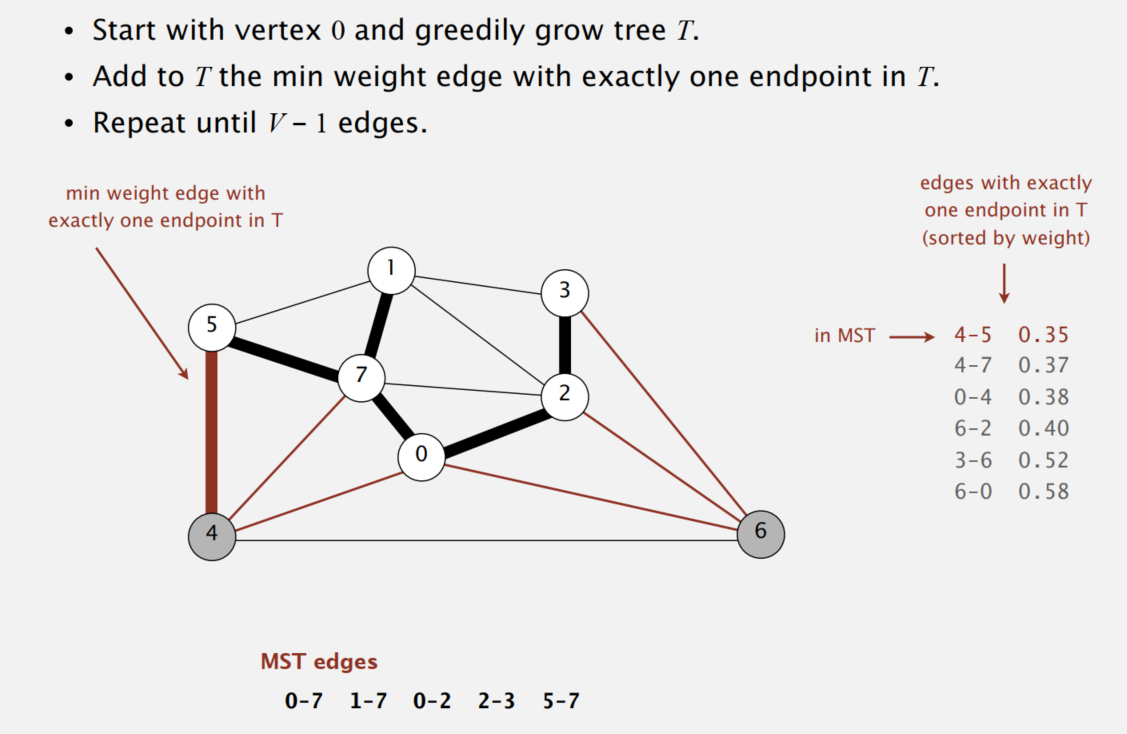 • Start with vertex 0 and greedily grow tree T.
• Add to T the min weight edge with exactly one endpoint in T.
• Repeat until V – 1 edges.
min weight edge with
exactly one endpoint in T
edges with exactly
one endpoint in T
(sorted by weight)
1
3
5
in MST
4-5 0.35
4-7 0.37
7
2
0-4 0.38
6-2 0.40
0
3-6 0.52
6-0 0.58
4
6
MST edges
0-7 1-7 0-2 2-3 5-7